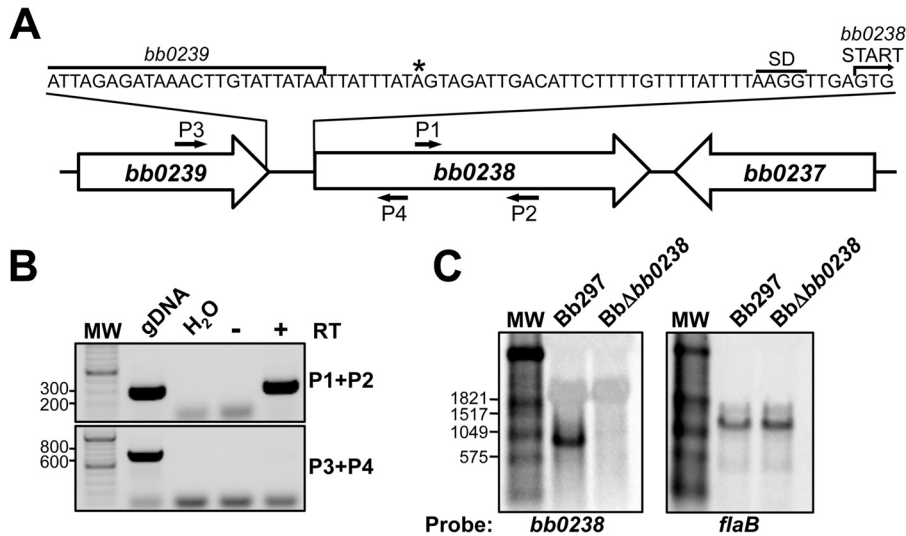 A
bb0239
bb0238
*
SD
START
ATTAGAGATAAACTTGTATTATAATTATTTATAGTAGATTGACATTCTTTTGTTTTATTTTAAGGTTGAGTG
P3
P1
bb0239
bb0238
bb0237
P4
P2
B
MW gDNA H₂O - + RT
300
200
P1+P2
800
600
P3+P4
C
MW Bb297 BbΔbb0238
MW Bb297 BbΔbb0238
1821
1517
1049
575
Probe: bb0238 flaB